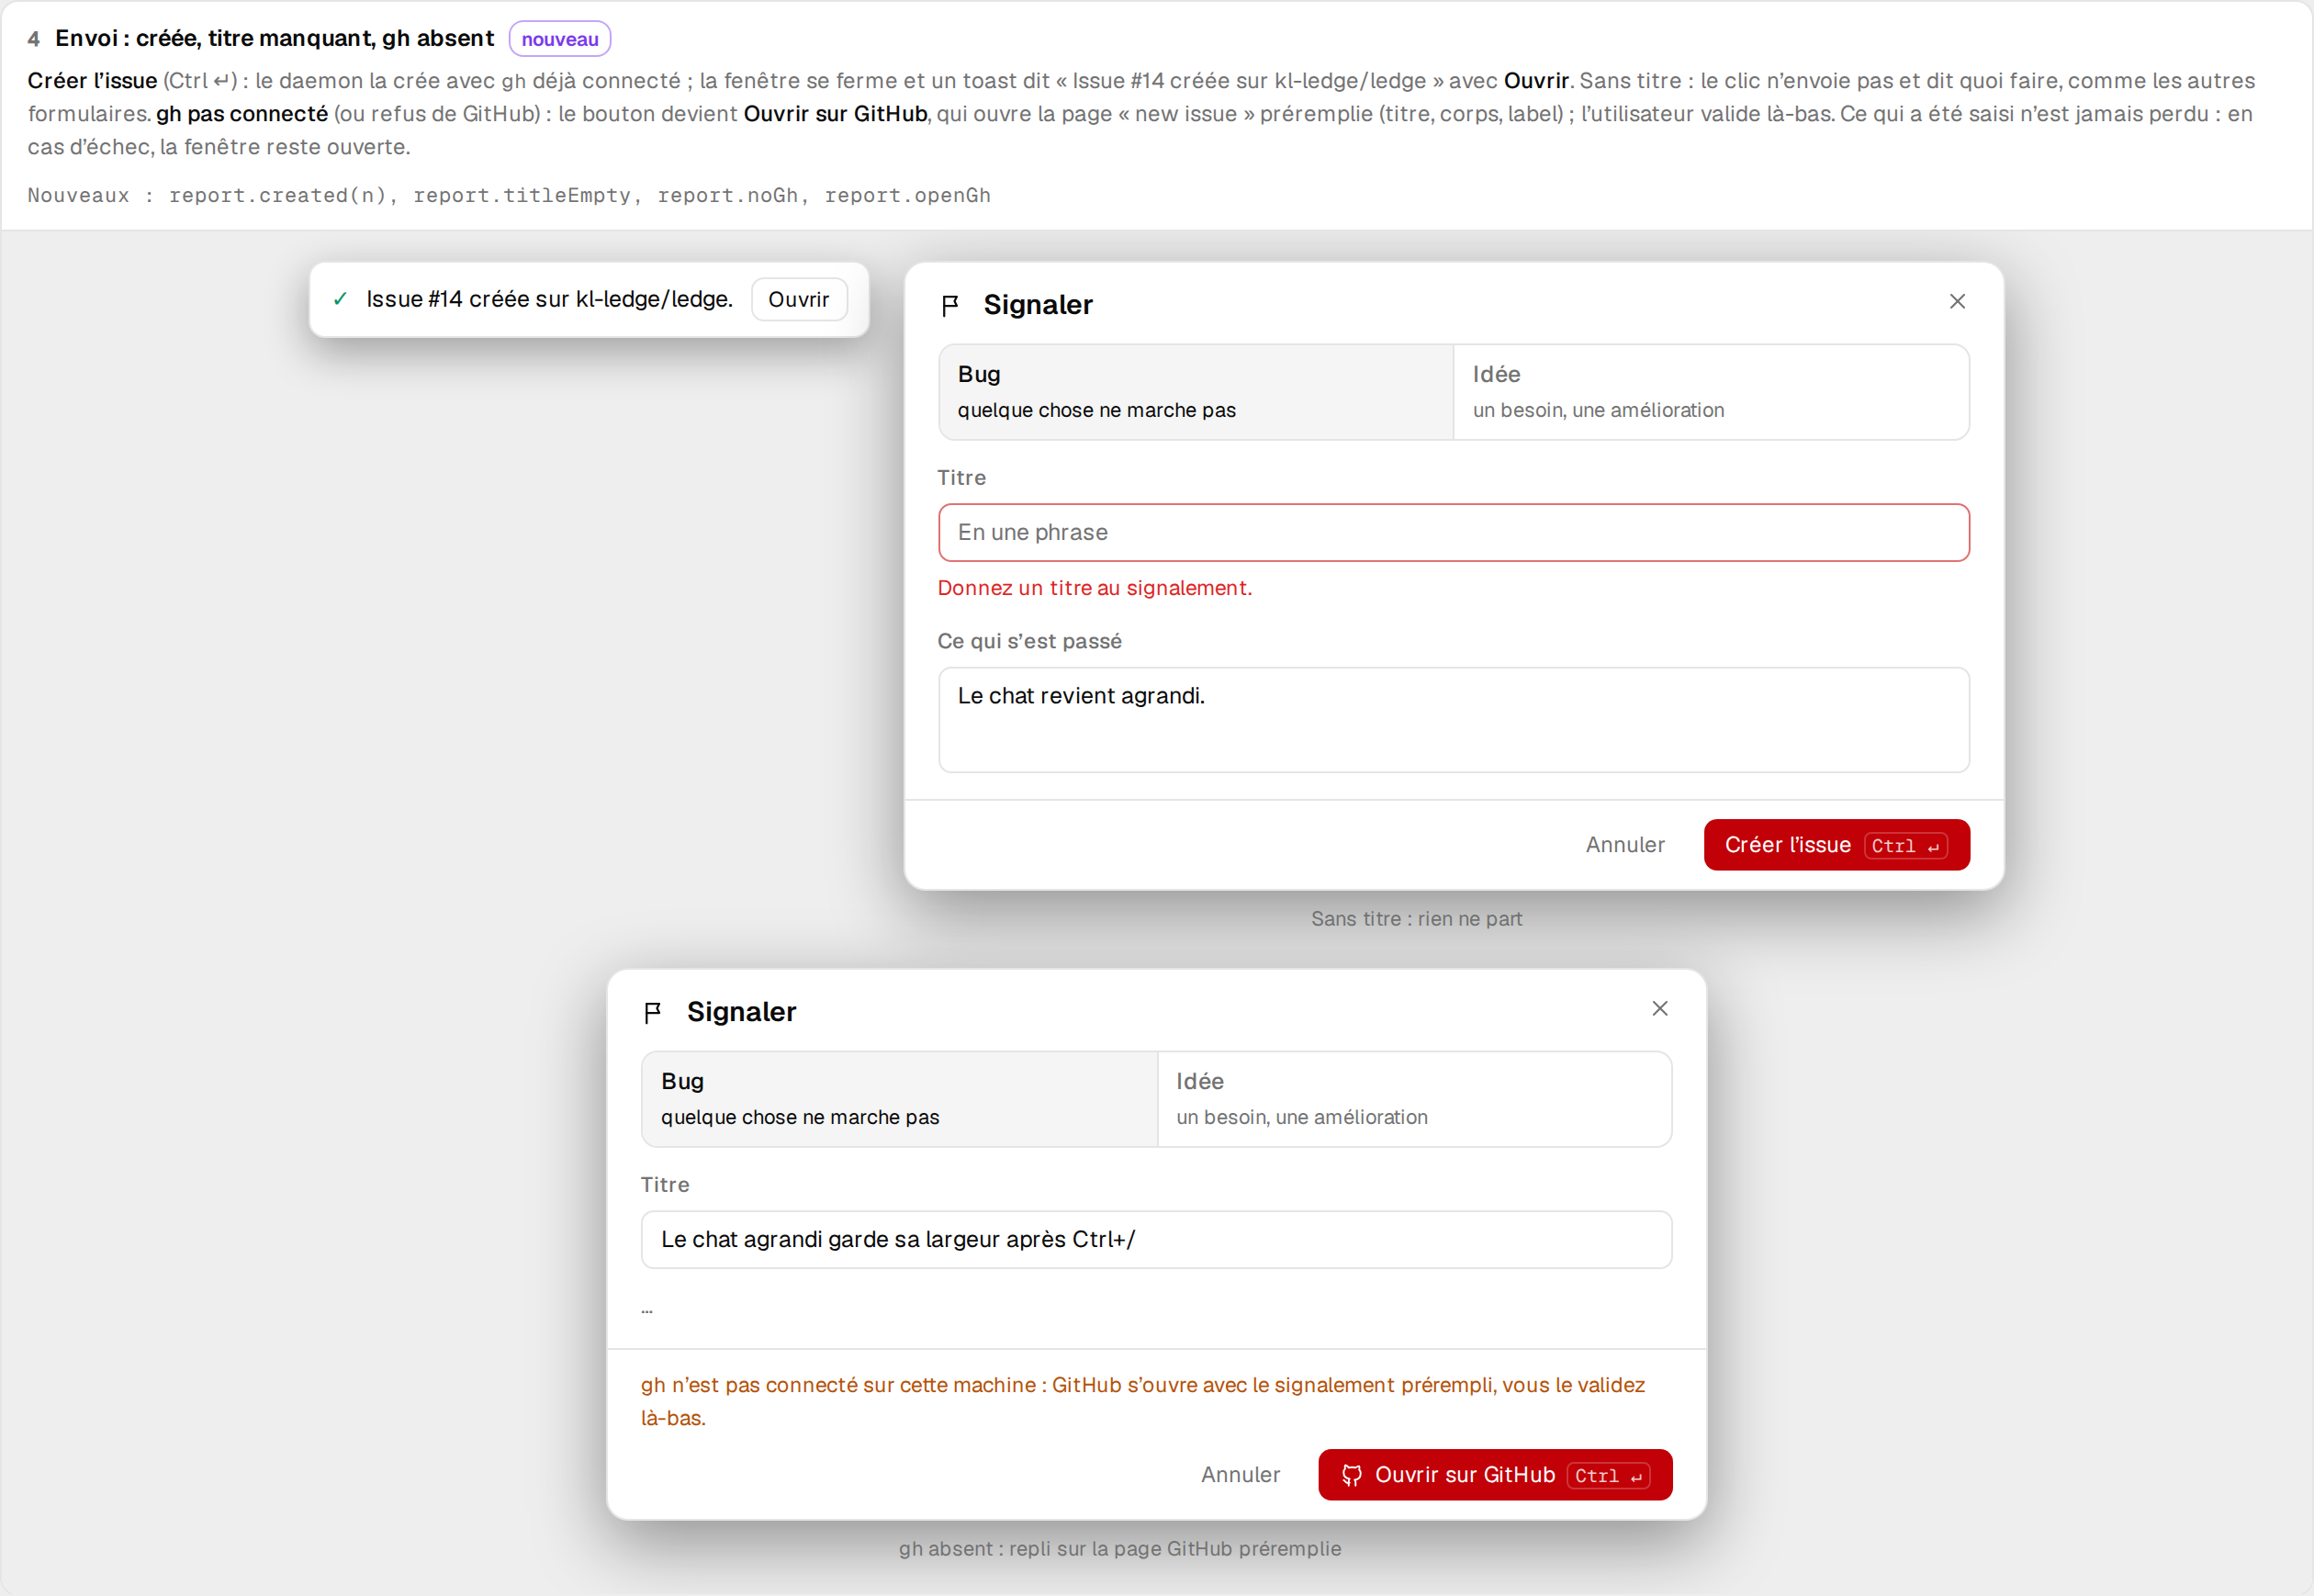 4 Envoi : créée, titre manquant, gh absent nouveau
Créer l’issue (Ctrl ↵) : le daemon la crée avec gh déjà connecté ; la fenêtre se ferme et un toast dit « Issue #14 créée sur kl-ledge/ledge » avec Ouvrir. Sans titre : le clic n’envoie pas et dit quoi faire, comme les autres
formulaires. gh pas connecté (ou refus de GitHub) : le bouton devient Ouvrir sur GitHub, qui ouvre la page « new issue » préremplie (titre, corps, label) ; l’utilisateur valide là-bas. Ce qui a été saisi n’est jamais perdu : en
cas d’échec, la fenêtre reste ouverte.
Nouveaux : report.created(n), report.titleEmpty, report.noGh, report.openGh
✓ Issue #14 créée sur kl-ledge/ledge. Ouvrir
Signaler
Bug
quelque chose ne marche pas
Idée
un besoin, une amélioration
Titre
En une phrase
Donnez un titre au signalement.
Ce qui s’est passé
Le chat revient agrandi.
Annuler
Créer l’issue Ctrl ↵
Sans titre : rien ne part
Signaler
Bug
quelque chose ne marche pas
Idée
un besoin, une amélioration
Titre
Le chat agrandi garde sa largeur après Ctrl+/
…
gh n’est pas connecté sur cette machine : GitHub s’ouvre avec le signalement prérempli, vous le validez
là-bas.
Annuler
Ouvrir sur GitHub Ctrl ↵
gh absent : repli sur la page GitHub préremplie